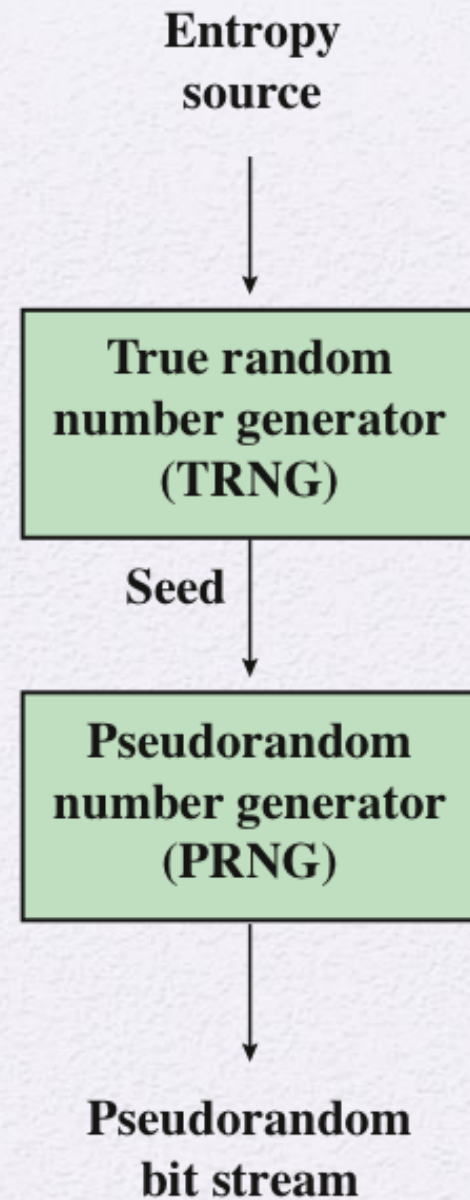 Entropy
source
True random
number generator
(TRNG)
Seed
Pseudorandom
number generator
(PRNG)
Pseudorandom
bit stream